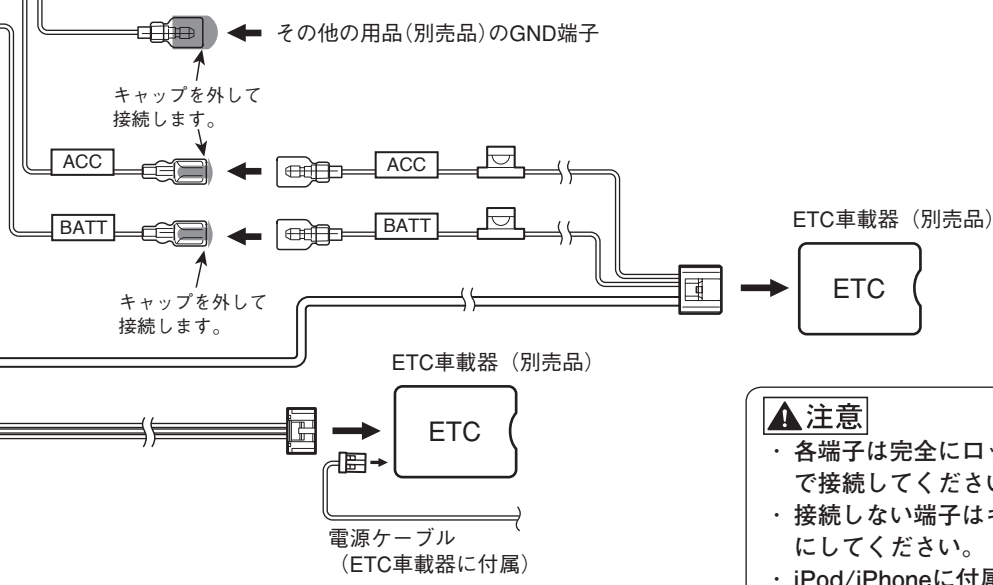 その他の用品（別売品）のGND端子
キャップを外して
接続します。
ACC
ACC
BATT
BATT
キャップを外して
接続します。
ETC車載器（別売品）
ETC
ETC車載器（別売品）
ETC
電源ケーブル
（ETC車載器に付属）
注意
・各端子は完全にロッ
で接続してくださ
・接続しない端子は
にしてください。
・iPod/iPhoneに付属